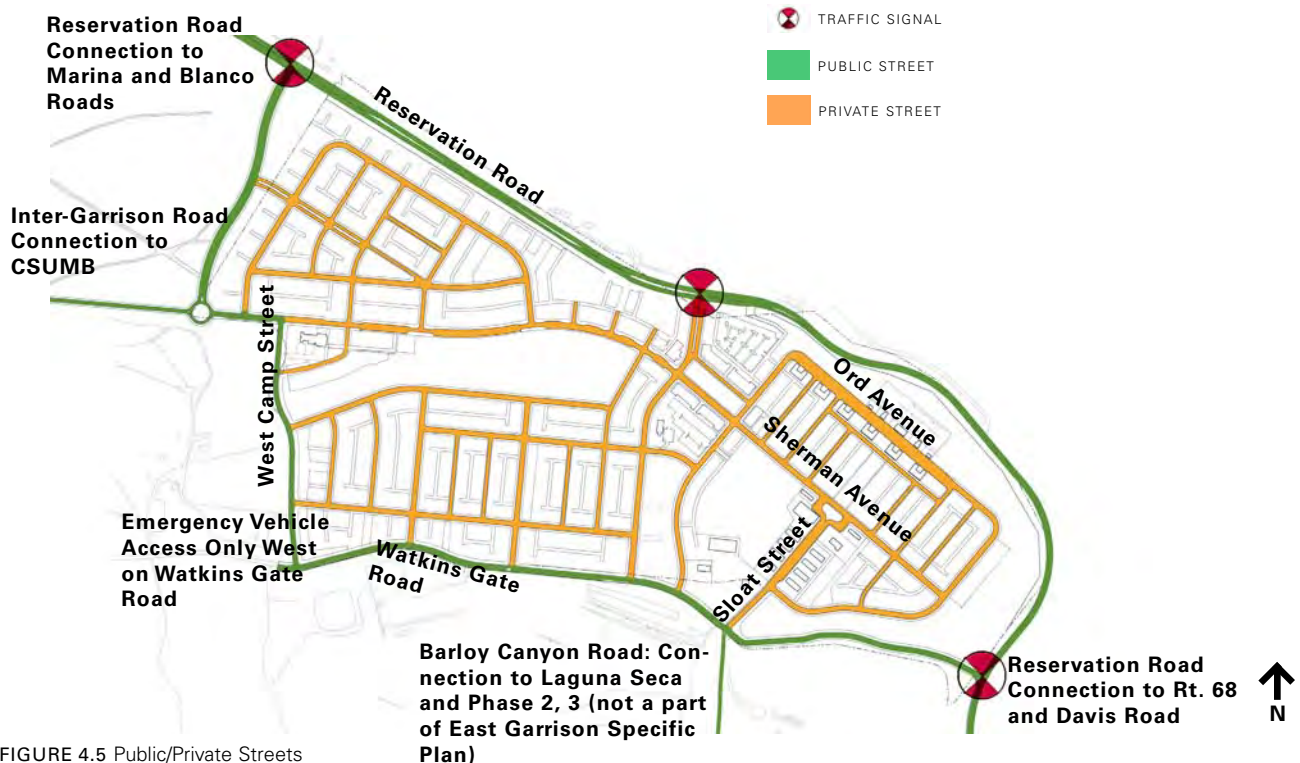 Reservation Road
Connection to
Marina and Blanco
Roads
TRAFFIC SIGNAL
PUBLIC STREET
PRIVATE STREET
Reservation Road
Inter-Garrison Road
Connection to
CSUMB
West Camp Street
Ord Avenue
Sherman Avenue
Emergency Vehicle
Access Only West
on Watkins Gate
Road
Watkins Gate
Road
Sloat Street
Barloy Canyon Road: Con-
nection to Laguna Seca
and Phase 2, 3 (not a part
of East Garrison Specific
Plan)
Reservation Road
Connection to Rt. 68
and Davis Road
N
FIGURE 4.5 Public/Private Streets